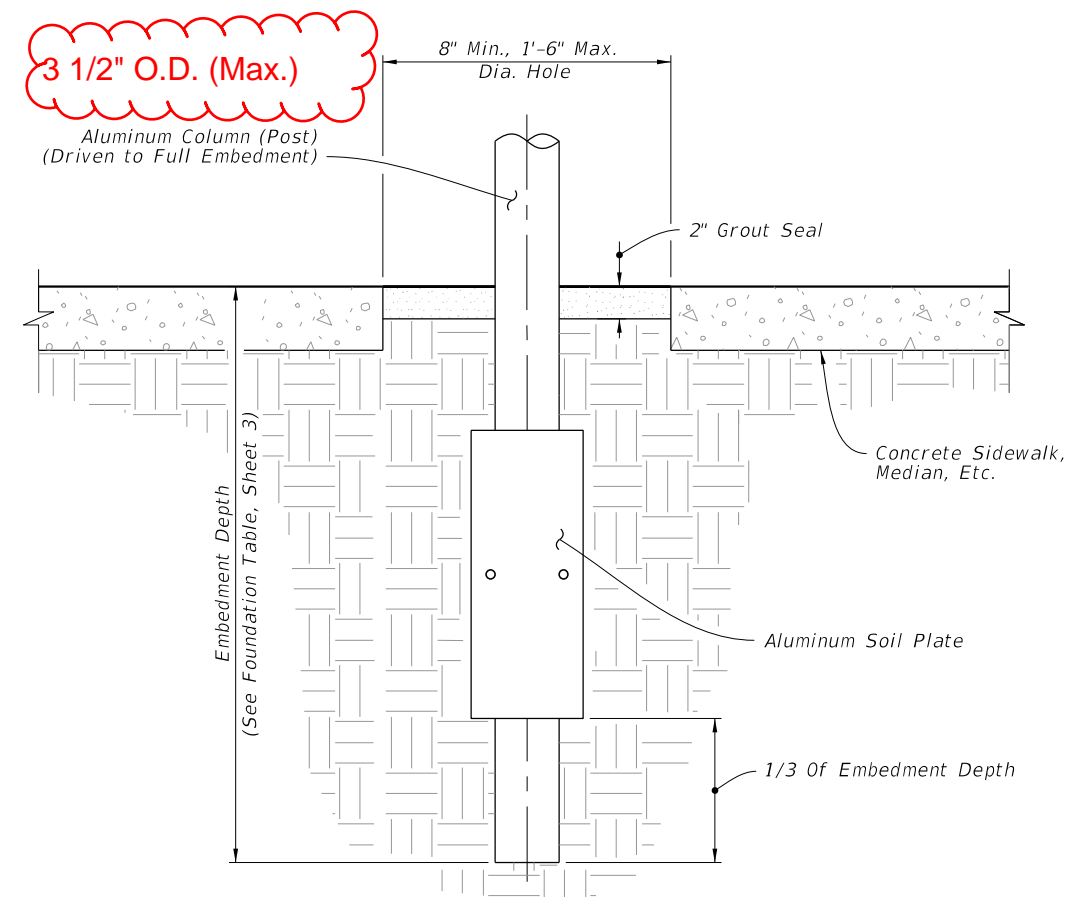 3 1/2" O.D. (Max.)
8" Min., 1'-6" Max.
Dia. Hole
Aluminum Column (Post)
(Driven to Full Embedment)
2" Grout Seal
Concrete Sidewalk,
Median, Etc.
Embedment Depth
(See Foundation Table, Sheet 3)
Aluminum Soil Plate
1/3 Of Embedment Depth